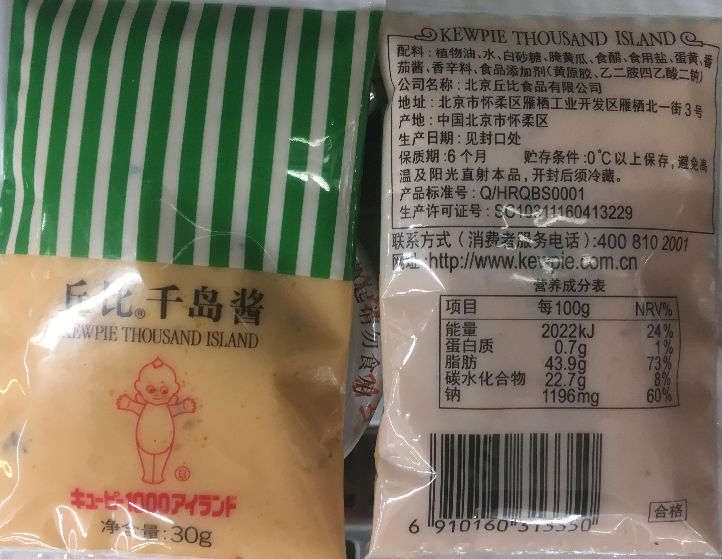 丘比®千岛酱
KEWPIE THOUSAND ISLAND
キユーピー1000アイランド
净含量:30g
KEWPIE THOUSAND ISLAND
配料:植物油、水、白砂糖、腌黄瓜、食醋、食用盐、蛋黄、番
茄酱、香辛料、食品添加剂(黄原胶、乙二胺四乙酸二钠)
公司名称:北京丘比食品有限公司
地址:北京市怀柔区雁栖工业开发区雁栖北一街3号
产地:中国北京市怀柔区
生产日期:见封口处
保质期:6个月 贮存条件:0℃以上保存,避免高
温及阳光直射本品,开封后须冷藏。
产品标准号:Q/HRQBS0001
生产许可证号:SC10311160413229
联系方式(消费者服务电话):400 810 2001
网址:http://www.kewpie.com.cn
营养成分表
项目 每100g NRV%
能量 2022kJ 24%
蛋白质 0.7g 1%
脂肪 43.9g 73%
碳水化合物 22.7g 8%
钠 1196mg 60%
6 910160 313350
合格